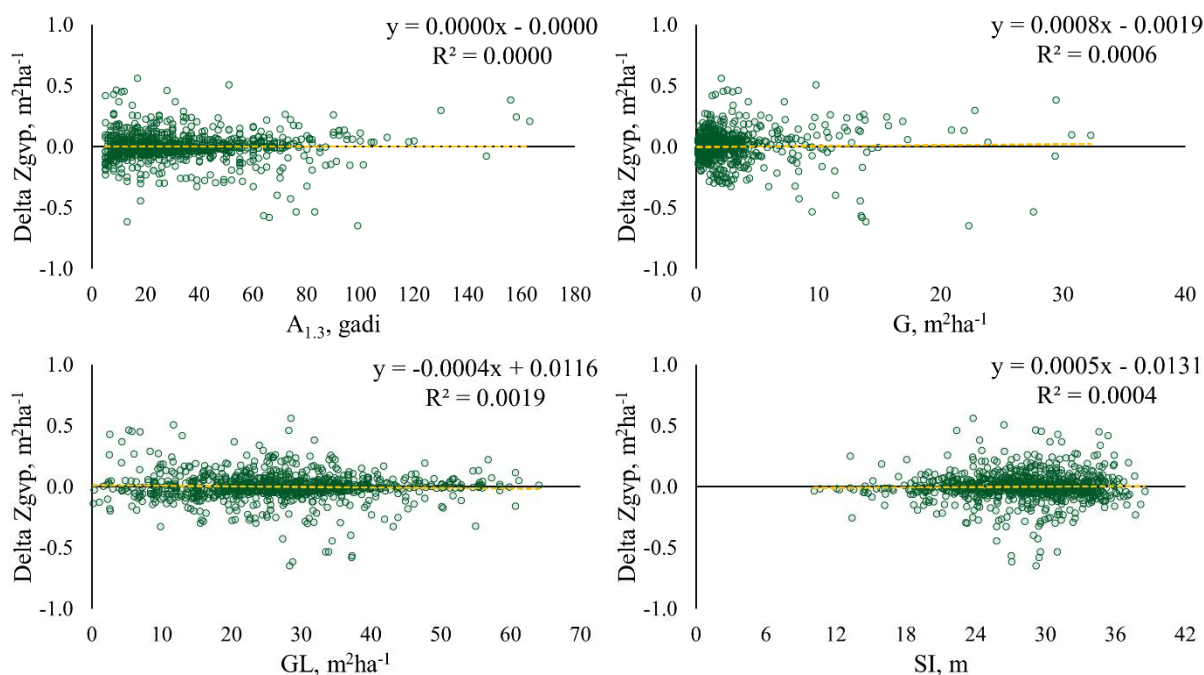 y = 0.0000x - 0.0000
R² = 0.0000
Delta Zgvp, m²ha⁻¹
1.0
0.5
0.0
-0.5
-1.0
0 20 40 60 80 100 120 140 160 180
A₁.₃, gadi
y = 0.0008x - 0.0019
R² = 0.0006
Delta Zgvp, m²ha⁻¹
1.0
0.5
0.0
-0.5
-1.0
0 10 20 30 40
G, m²ha⁻¹
y = -0.0004x + 0.0116
R² = 0.0019
Delta Zgvp, m²ha⁻¹
1.0
0.5
0.0
-0.5
-1.0
0 10 20 30 40 50 60 70
GL, m²ha⁻¹
y = 0.0005x - 0.0131
R² = 0.0004
Delta Zgvp, m²ha⁻¹
1.0
0.5
0.0
-0.5
-1.0
0 6 12 18 24 30 36 42
SI, m